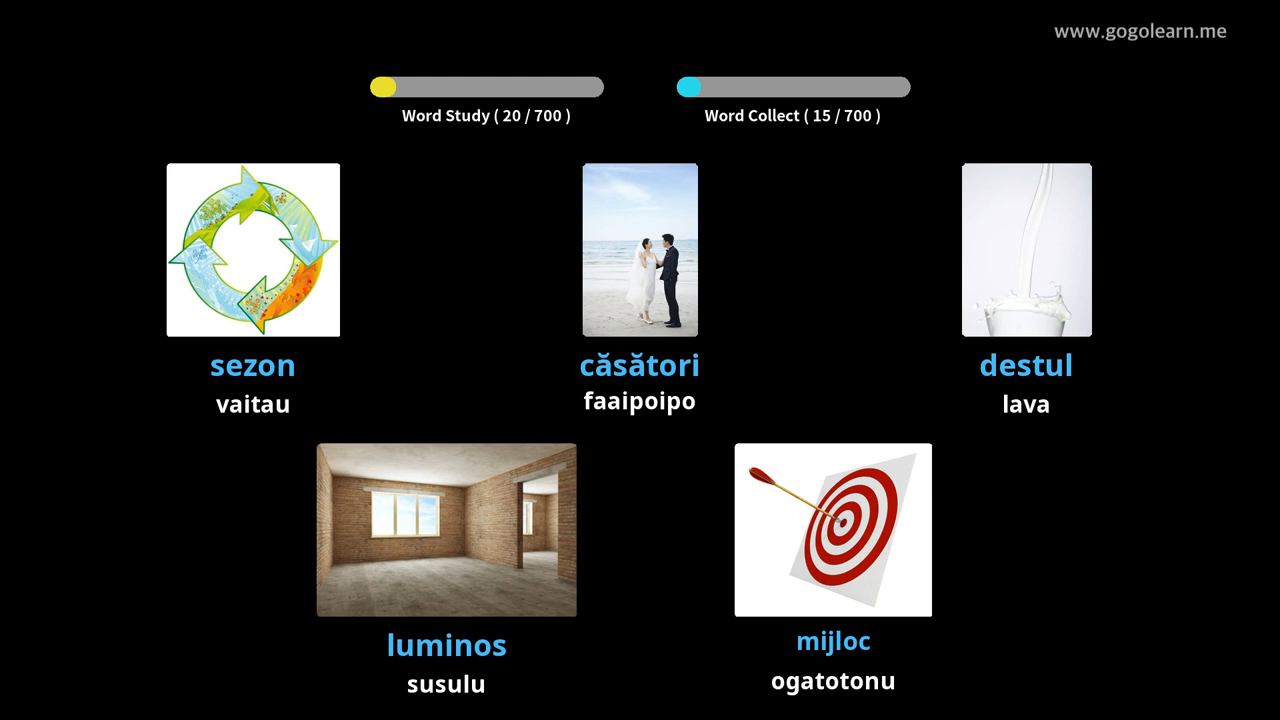 www.gogolearn.me
Word Study ( 20 / 700 )
Word Collect ( 15 / 700 )
sezon
vaitau
căsători
faaipoipo
destul
lava
luminos
susulu
mijloc
ogatotonu